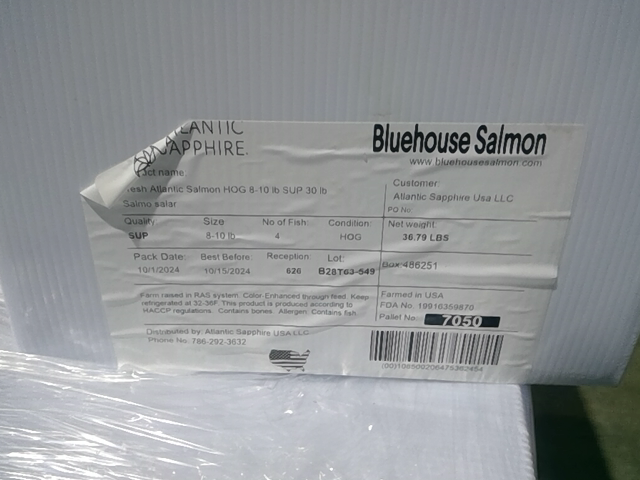 ATLANTIC
SAPPHIRE.
Bluehouse Salmon
www.bluehousesalmon.com
name:
Atlantic Salmon HOG 8-10 lb SUP 30 lb
Salmo salar
Customer:
Atlantic Sapphire Usa LLC
PO No:
Quality: Size No of Fish: Condition:
SUP 8-10 lb 4 HOG
Net weight:
36.79 LBS
Pack Date: Best Before: Reception Lot:
10/1/2024 10/15/2024 626 B28T63-549
Box: 486251
Farm raised in RAS system. Color-Enhanced through feed. Keep
refrigerated at 32-36F. This product is produced according to
HACCP regulations. Contains bones. Allergen: Contains fish.
Farmed in USA
FDA No. 19916359870
Pallet No: 7050
Distributed by: Atlantic Sapphire USA LLC
Phone No: 786-292-3632
(00)106500206475362454